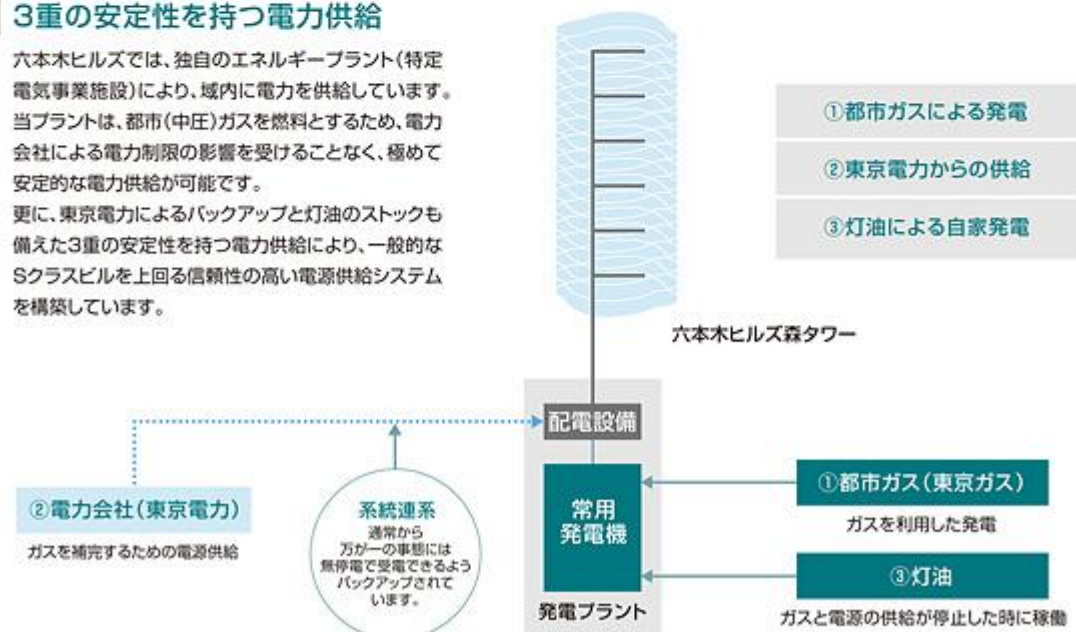 3重の安定性を持つ電力供給
六本木ヒルズでは、独自のエネルギープラント(特定
電気事業施設)により、域内に電力を供給しています。
当プラントは、都市(中圧)ガスを燃料とするため、電力
会社による電力制限の影響を受けることなく、極めて
安定的な電力供給が可能です。
更に、東京電力によるバックアップと灯油のストックも
備えた3重の安定性を持つ電力供給により、一般的な
Sクラスビルを上回る信頼性の高い電源供給システム
を構築しています。
①都市ガスによる発電
②東京電力からの供給
③灯油による自家発電
六本木ヒルズ森タワー
配電設備
②電力会社(東京電力)
ガスを補完するための電源供給
系統連系
通常から
万が一の事態には
無停電で受電できるよう
バックアップされて
います。
常用
発電機
発電プラント
①都市ガス(東京ガス)
ガスを利用した発電
③灯油
ガスと電源の供給が停止した時に稼働